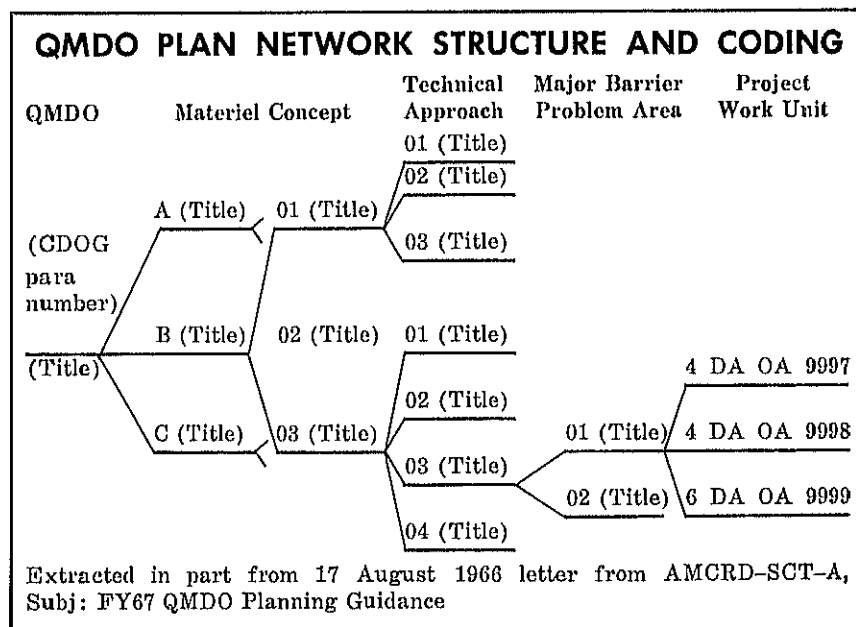 QMDO PLAN NETWORK STRUCTURE AND CODING
QMDO
Materiel Concept
Technical
Approach
Major Barrier
Problem Area
Project
Work Unit
(CDOG
para
number)
(Title)
A (Title)
B (Title)
C (Title)
01 (Title)
02 (Title)
03 (Title)
01 (Title)
02 (Title)
03 (Title)
01 (Title)
02 (Title)
03 (Title)
04 (Title)
01 (Title)
02 (Title)
4 DA OA 9997
4 DA OA 9998
6 DA OA 9999
Extracted in part from 17 August 1966 letter from AMCRD-SCT-A,
Subj: FY67 QMDO Planning Guidance